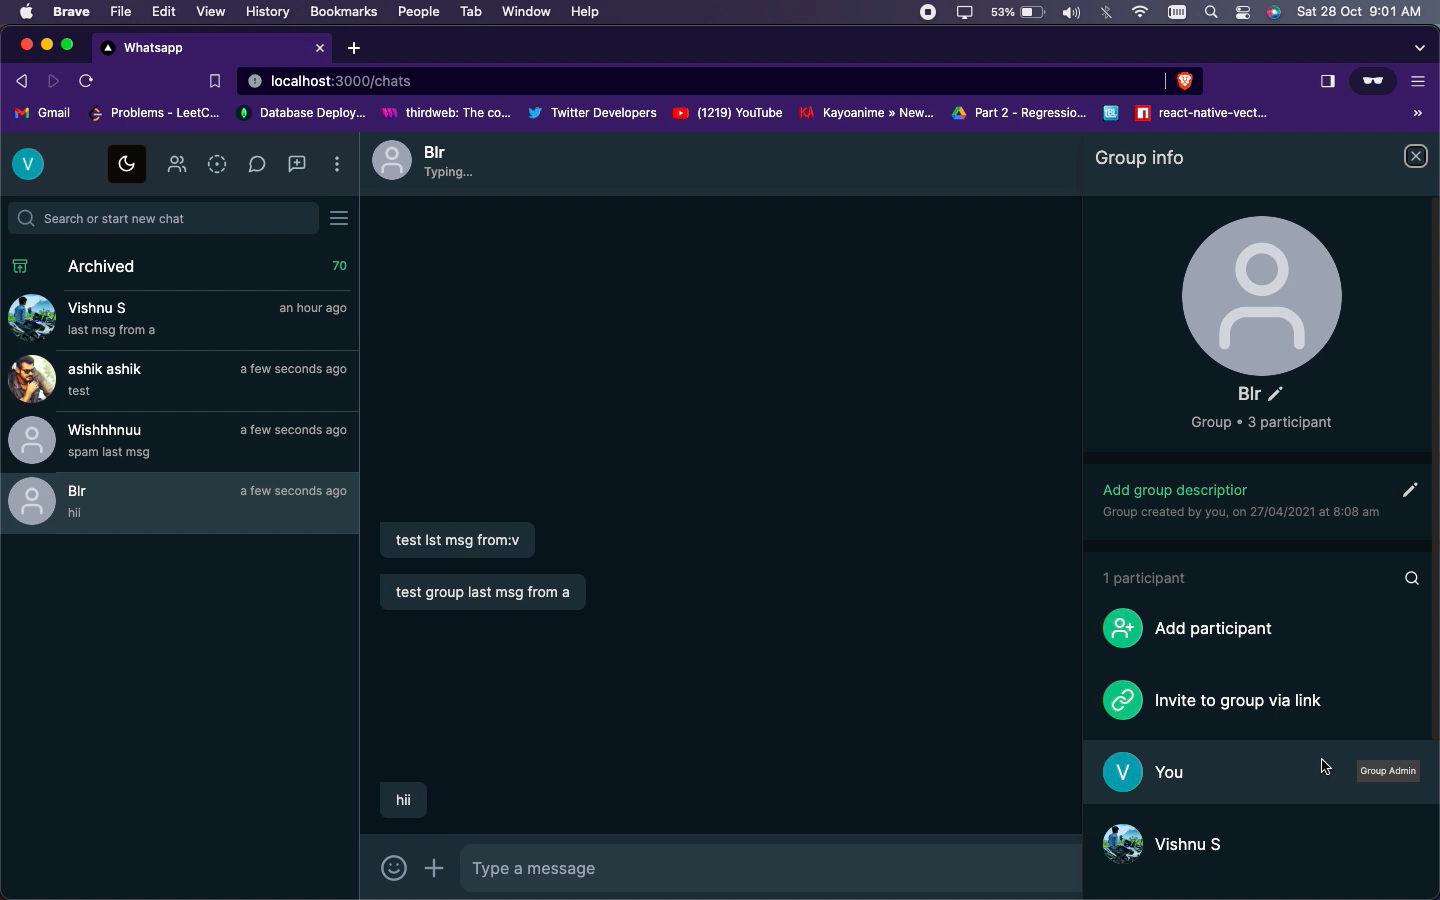 Brave File Edit View History Bookmarks People Tab Window Help 53% Sat 28 Oct 9:01 AM
Whatsapp
localhost:3000/chats
Gmail Problems - LeetC... Database Deploy... thirdweb: The co... Twitter Developers (1219) YouTube Kayoanime » New... Part 2 - Regressio... react-native-vect... »
V
Search or start new chat
Archived 70
Vishnu S an hour ago
last msg from a
ashik ashik a few seconds ago
test
Wishhhnuu a few seconds ago
spam last msg
Blr a few seconds ago
hii
Blr
Typing...
test lst msg from:v
test group last msg from a
hii
Type a message
Group info
Blr
Group • 3 participant
Add group descriptior
Group created by you, on 27/04/2021 at 8:08 am
1 participant
Add participant
Invite to group via link
V You Group Admin
Vishnu S